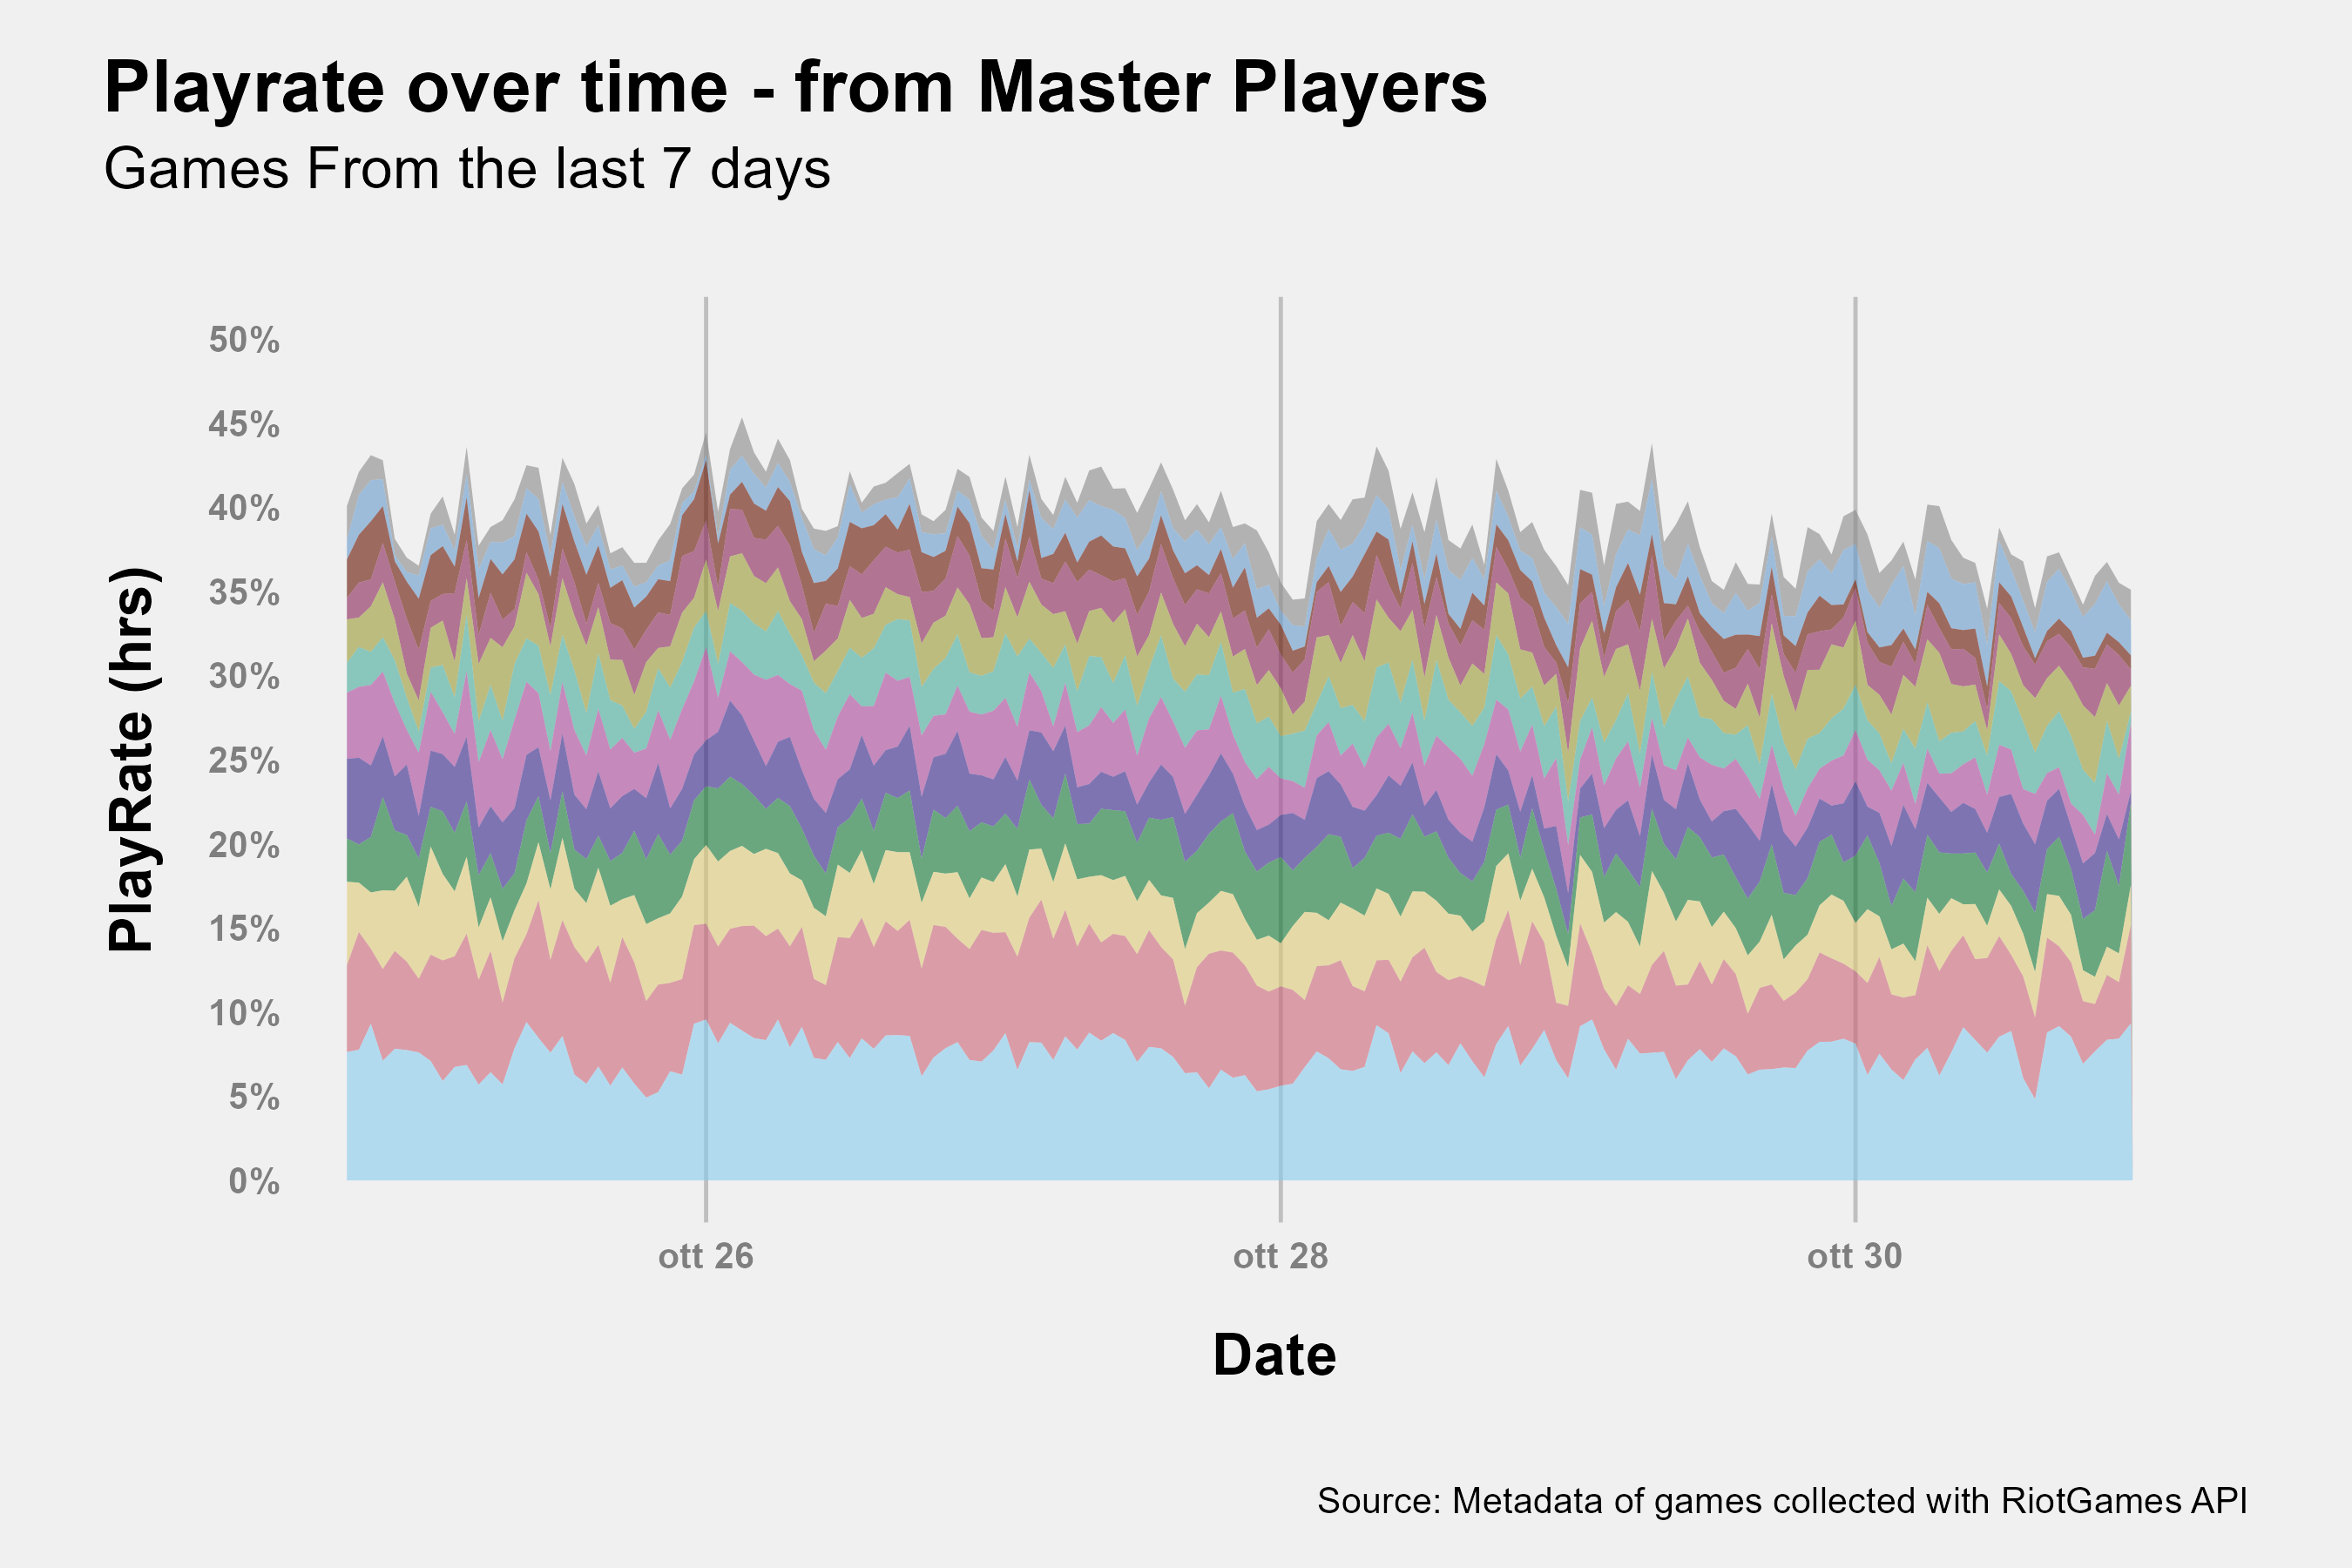 Playrate over time - from Master Players
Games From the last 7 days
50%
45%
40%
35%
30%
25%
20%
15%
10%
5%
0%
PlayRate (hrs)
ott 26
ott 28
ott 30
Date
Source: Metadata of games collected with RiotGames API